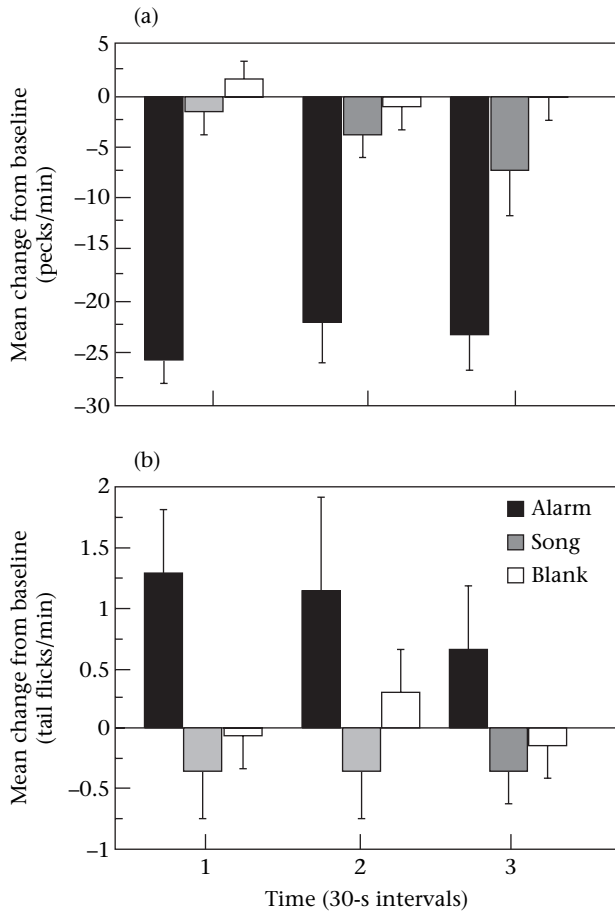 (a)
5
0
–5
–10
–15
–20
–25
–30
Mean change from baseline
(pecks/min)
(b)
2
1.5
1
0.5
0
–0.5
–1
Mean change from baseline
(tail flicks/min)
Alarm
Song
Blank
1 2 3
Time (30-s intervals)